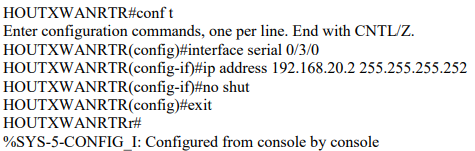 HOUTXWANRTR#conf t
Enter configuration commands, one per line. End with CNTL/Z.
HOUTXWANRTR(config)#interface serial 0/3/0
HOUTXWANRTR(config-if)#ip address 192.168.20.2 255.255.255.252
HOUTXWANRTR(config-if)#no shut
HOUTXWANRTR(config)#exit
HOUTXWANRTRr#
%SYS-5-CONFIG_I: Configured from console by console